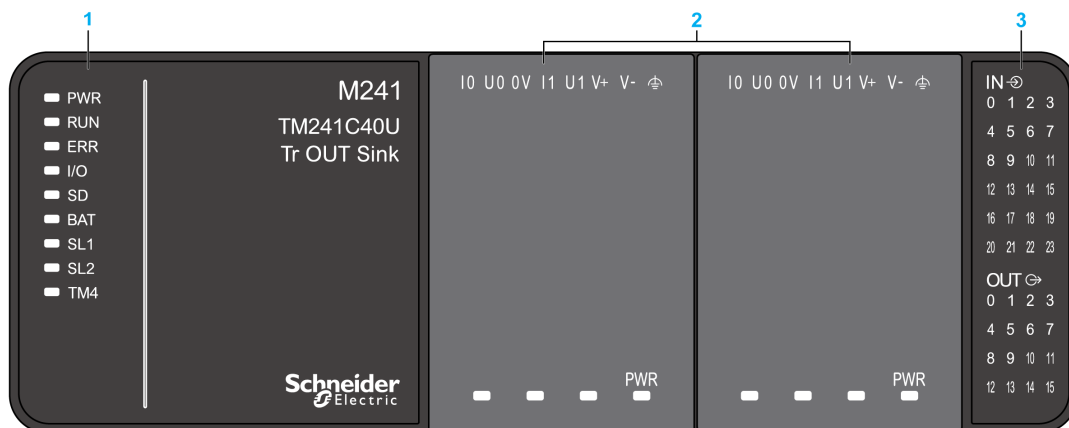 1
2
3
PWR
RUN
ERR
I/O
SD
BAT
SL1
SL2
TM4
M241
TM241C40U
Tr OUT Sink
Schneider
Electric
I0 U0 0V I1 U1 V+ V-
PWR
I0 U0 0V I1 U1 V+ V-
PWR
IN
0 1 2 3
4 5 6 7
8 9 10 11
12 13 14 15
16 17 18 19
20 21 22 23
OUT
0 1 2 3
4 5 6 7
8 9 10 11
12 13 14 15